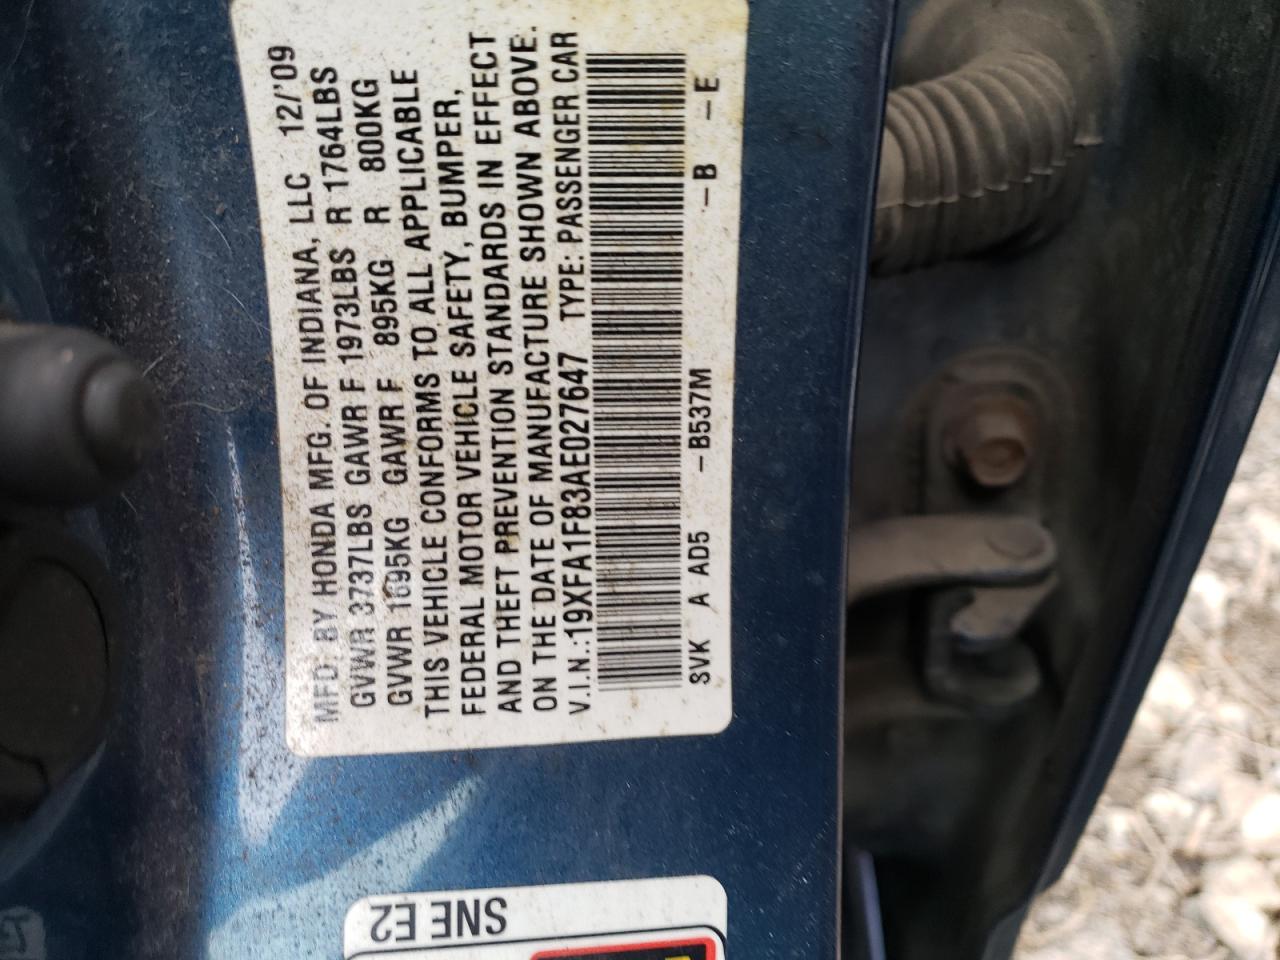 MFD. BY HONDA MFG. OF INDIANA, LLC 12/'09
GVWR 3737LBS GAWR F 1973LBS R 1764LBS
GVWR 1695KG GAWR F 895KG R 800KG
THIS VEHICLE CONFORMS TO ALL APPLICABLE
FEDERAL MOTOR VEHICLE SAFETY, BUMPER,
AND THEFT PREVENTION STANDARDS IN EFFECT
ON THE DATE OF MANUFACTURE SHOWN ABOVE.
V.I.N.:19XFA1F83AE027647 TYPE: PASSENGER CAR
SVK A AD5 –B537M –B –E
SNE E2